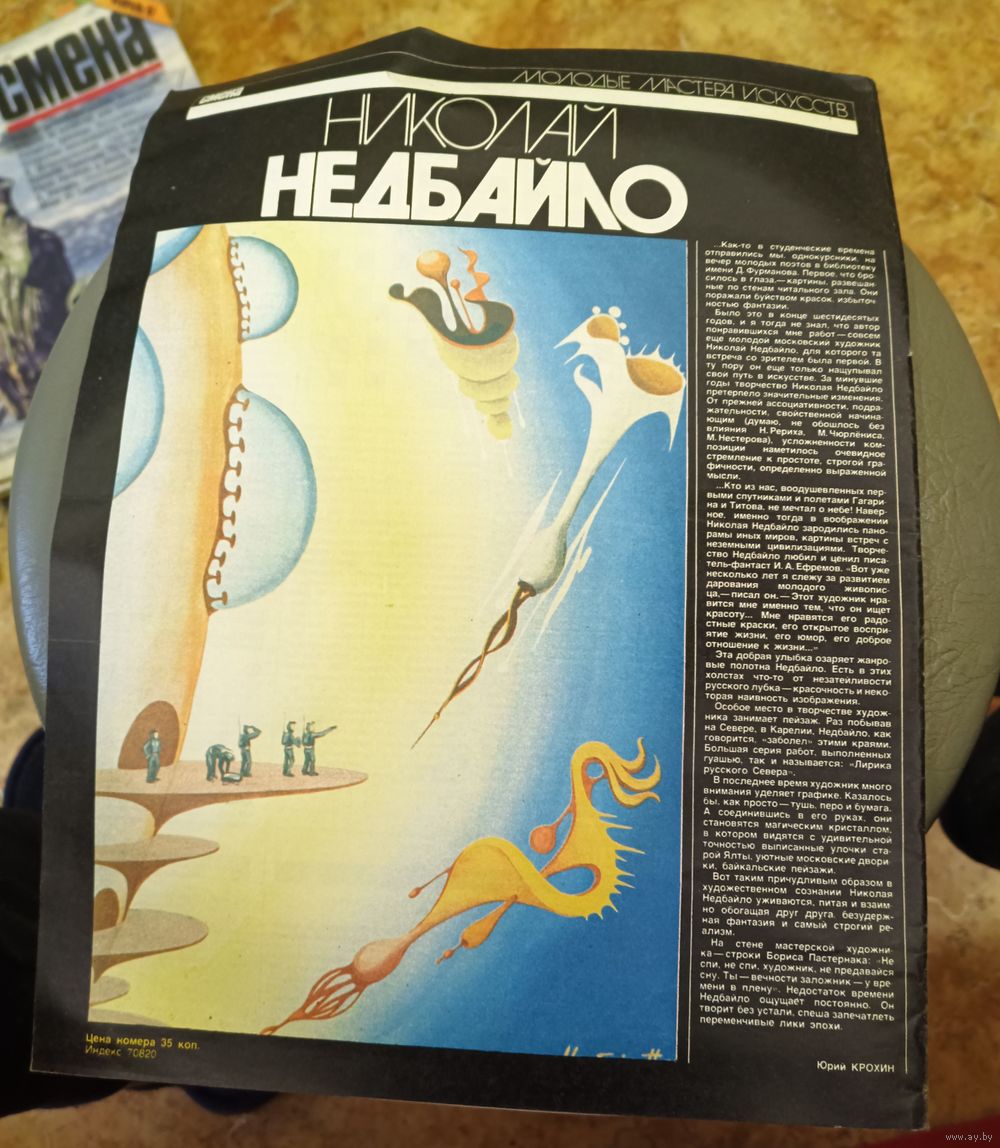 смена
смена
МОЛОДЫЕ МАСТЕРА ИСКУССТВ
НИКОЛАЙ
НЕДБАЙЛО
...Как-то в студенческие времена
отправились мы, однокурсники, на
вечер молодых поэтов в библиотеку
имени Д. Фурманова. Первое, что бро-
силось в глаза,— картины, развешан-
ные по стенам читального зала. Они
поражали буйством красок, избыточ-
ностью фантазии.
Было это в конце шестидесятых
годов, и я тогда не знал, что автор
понравившихся мне работ — совсем
еще молодой московский художник
Николай Недбайло, для которого та
встреча со зрителем была первой. В
ту пору он еще только нащупывал
свой путь в искусстве. За минувшие
годы творчество Николая Недбайло
претерпело значительные изменения.
От прежней ассоциативности, подра-
жательности, свойственной начина-
ющим (думаю, не обошлось без
влияния Н. Рериха, М. Чюрлёниса,
М. Нестерова), усложненности ком-
позиции наметилось очевидное
стремление к простоте, строгой гра-
фичности, определенно выраженной
мысли.
...Кто из нас, воодушевленных пер-
выми спутниками и полетами Гагари-
на и Титова, не мечтал о небе! Навер-
ное, именно тогда в воображении
Николая Недбайло зародились пано-
рамы иных миров, картины встреч с
неземными цивилизациями. Творче-
ство Недбайло любил и ценил писа-
тель-фантаст И. А. Ефремов. «Вот уже
несколько лет я слежу за развитием
дарования молодого живопис-
ца,— писал он.— Этот художник нра-
вится мне именно тем, что он ищет
красоту... Мне нравятся его радо-
стные краски, его открытое воспри-
ятие жизни, его юмор, его доброе
отношение к жизни...»
Эта добрая улыбка озаряет жанро-
вые полотна Недбайло. Есть в этих
холстах что-то от незатейливости
русского лубка — красочность и неко-
торая наивность изображения.
Особое место в творчестве худож-
ника занимает пейзаж. Раз побывав
на Севере, в Карелии, Недбайло, как
говорится, «заболел» этими краями.
Большая серия работ, выполненных
гуашью, так и называется: «Лирика
русского Севера».
В последнее время художник много
внимания уделяет графике. Казалось
бы, как просто — тушь, перо и бумага.
А соединившись в его руках, они
становятся магическим кристаллом,
в котором видятся с удивительной
точностью выписанные улочки ста-
рой Ялты, уютные московские двори-
ки, байкальские пейзажи.
Вот таким причудливым образом в
художественном сознании Николая
Недбайло уживаются, питая и взаим-
но обогащая друг друга, безудерж-
ная фантазия и самый строгий ре-
ализм.
На стене мастерской художни-
ка — строки Бориса Пастернака: «Не
спи, не спи, художник, не предавайся
сну. Ты — вечности заложник — у вре-
мени в плену». Недостаток времени
Недбайло ощущает постоянно. Он
творит без устали, спеша запечатлеть
переменчивые лики эпохи.
Юрий КРОХИН
Цена номера 35 коп.
Индекс 70820
www.ay.by